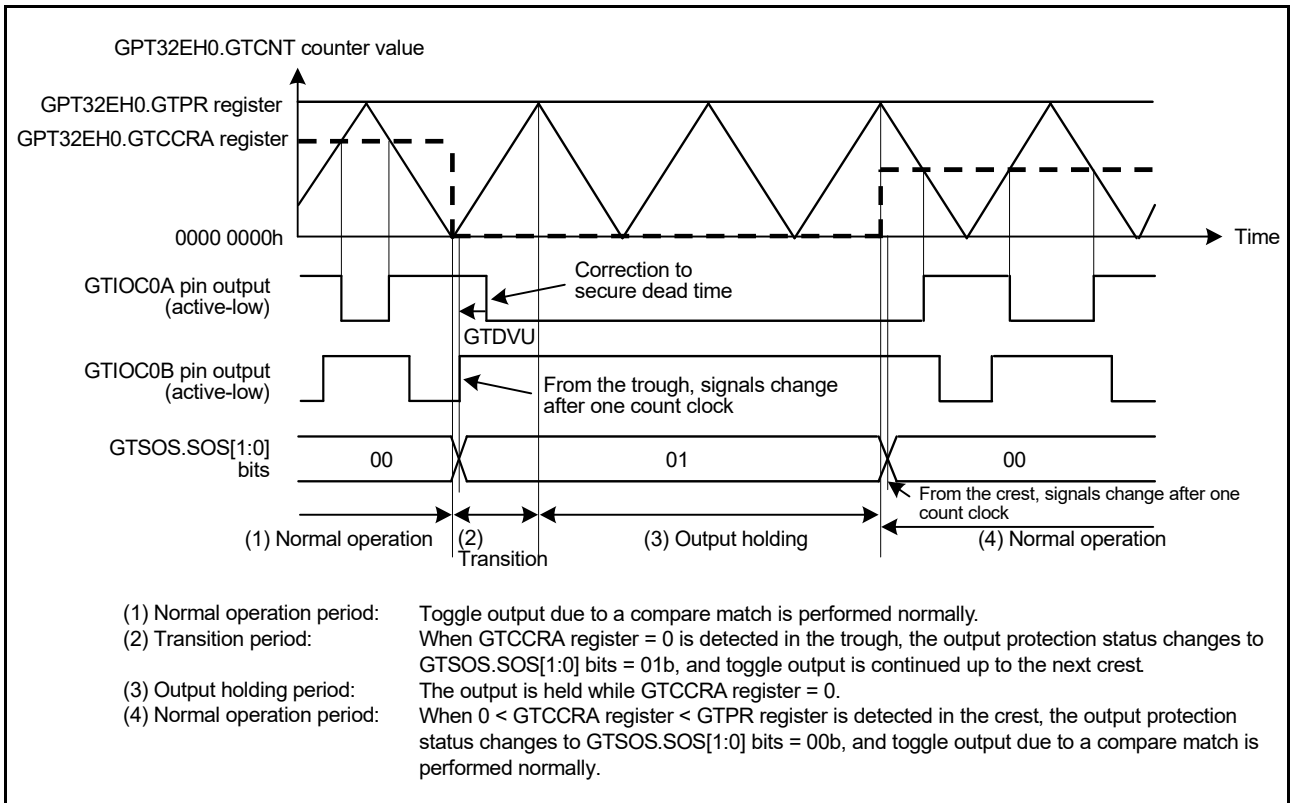 GPT32EH0.GTCNT counter value
GPT32EH0.GTPR register
GPT32EH0.GTCCRA register
0000 0000h
Time
GTIOC0A pin output
(active-low)
Correction to
secure dead time
GTDVU
GTIOC0B pin output
(active-low)
From the trough, signals change
after one count clock
GTSOS.SOS[1:0]
bits
00
01
00
From the crest, signals change after one
count clock
(1) Normal operation
(2)
Transition
(3) Output holding
(4) Normal operation
(1) Normal operation period: Toggle output due to a compare match is performed normally.
(2) Transition period: When GTCCRA register = 0 is detected in the trough, the output protection status changes to
GTSOS.SOS[1:0] bits = 01b, and toggle output is continued up to the next crest.
(3) Output holding period: The output is held while GTCCRA register = 0.
(4) Normal operation period: When 0 < GTCCRA register < GTPR register is detected in the crest, the output protection
status changes to GTSOS.SOS[1:0] bits = 00b, and toggle output due to a compare match is
performed normally.